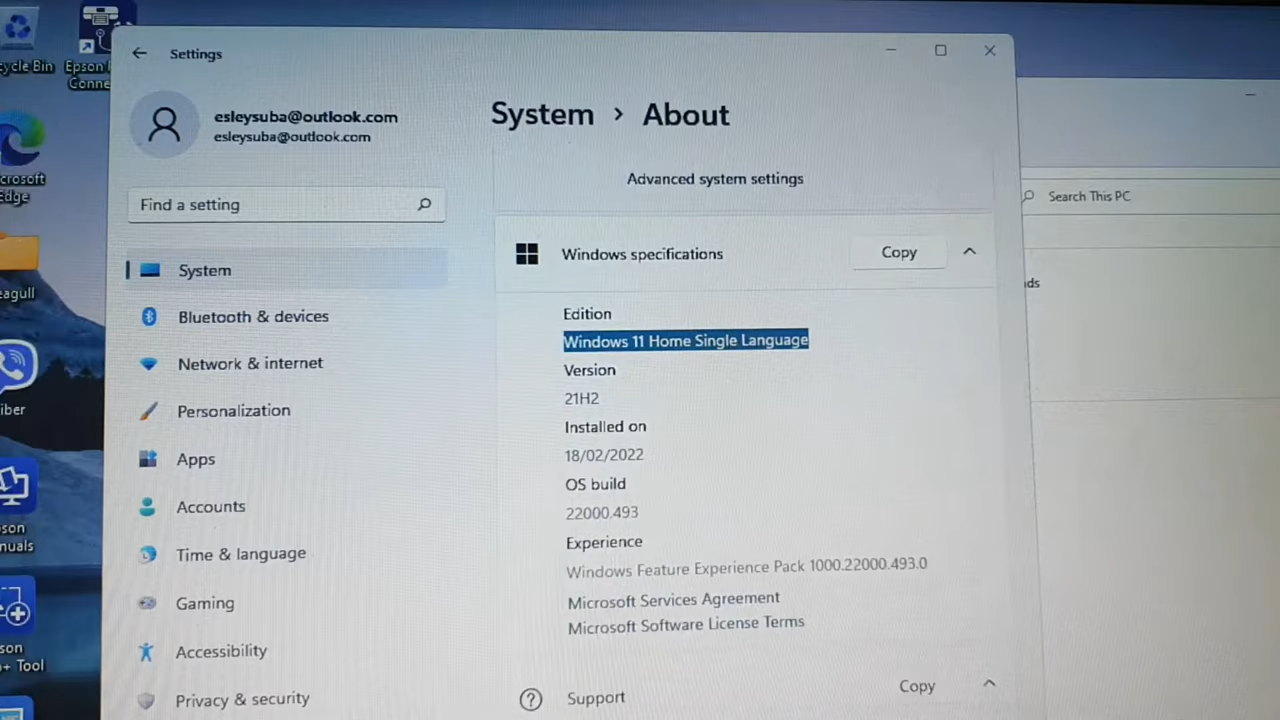 ycle Bin
Epson
Conne
crosoft
Edge
eagull
iber
son
nuals
son
+ Tool
Settings
esleysuba@outlook.com
esleysuba@outlook.com
Find a setting
System
Bluetooth & devices
Network & internet
Personalization
Apps
Accounts
Time & language
Gaming
Accessibility
Privacy & security
System > About
Advanced system settings
Windows specifications
Copy
Edition
Windows 11 Home Single Language
Version
21H2
Installed on
18/02/2022
OS build
22000.493
Experience
Windows Feature Experience Pack 1000.22000.493.0
Microsoft Services Agreement
Microsoft Software License Terms
Support
Copy
Search This PC
ds